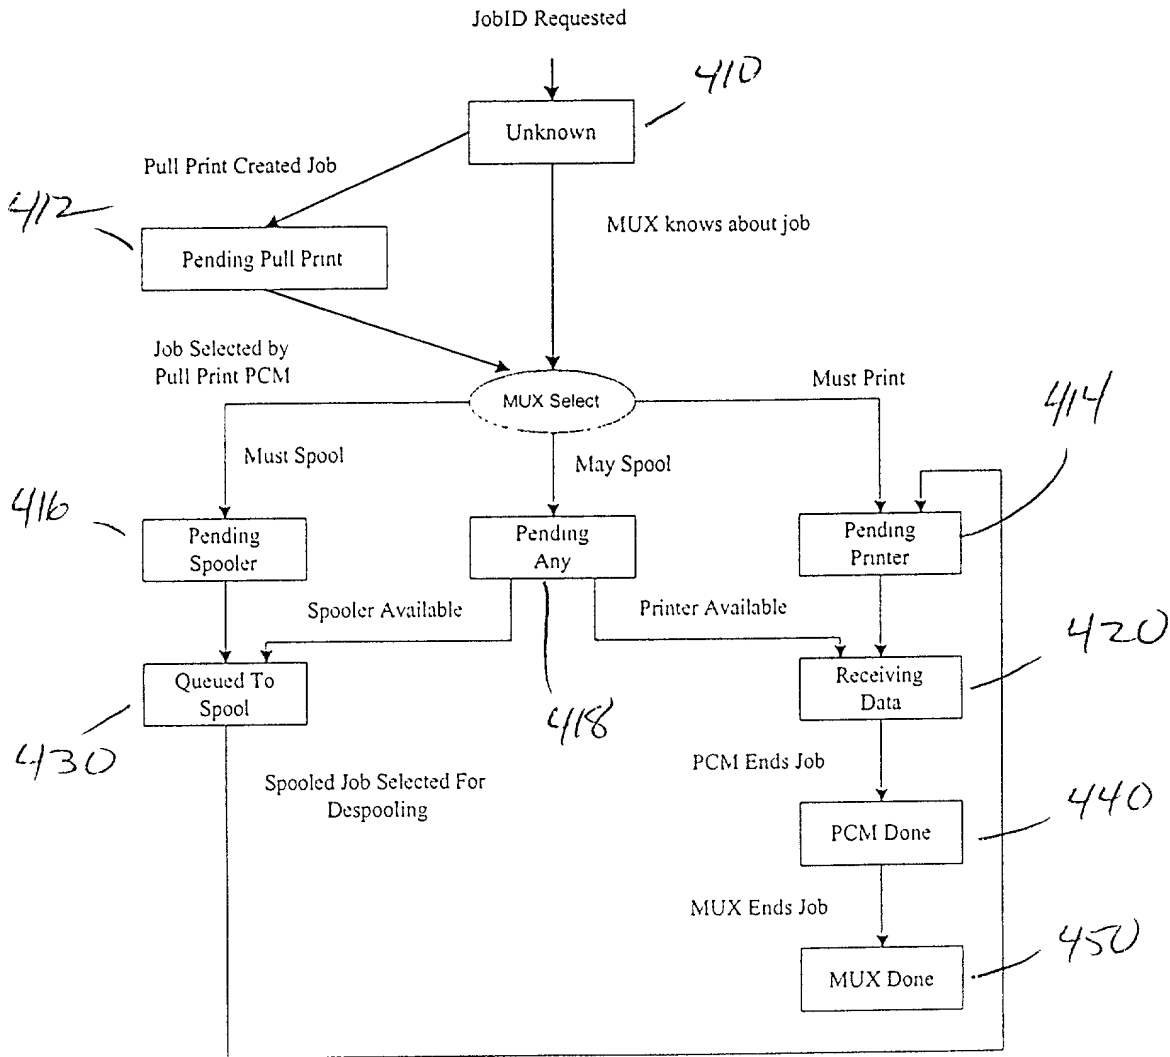 JobID Requested
410
Unknown
Pull Print Created Job
412
MUX knows about job
Pending Pull Print
Job Selected by
Pull Print PCM
MUX Select
Must Print
414
Must Spool
May Spool
416
Pending
Spooler
Pending
Any
Pending
Printer
Spooler Available
Printer Available
420
Queued To
Spool
418
Receiving
Data
430
PCM Ends Job
Spooled Job Selected For
Despooling
440
PCM Done
MUX Ends Job
450
MUX Done